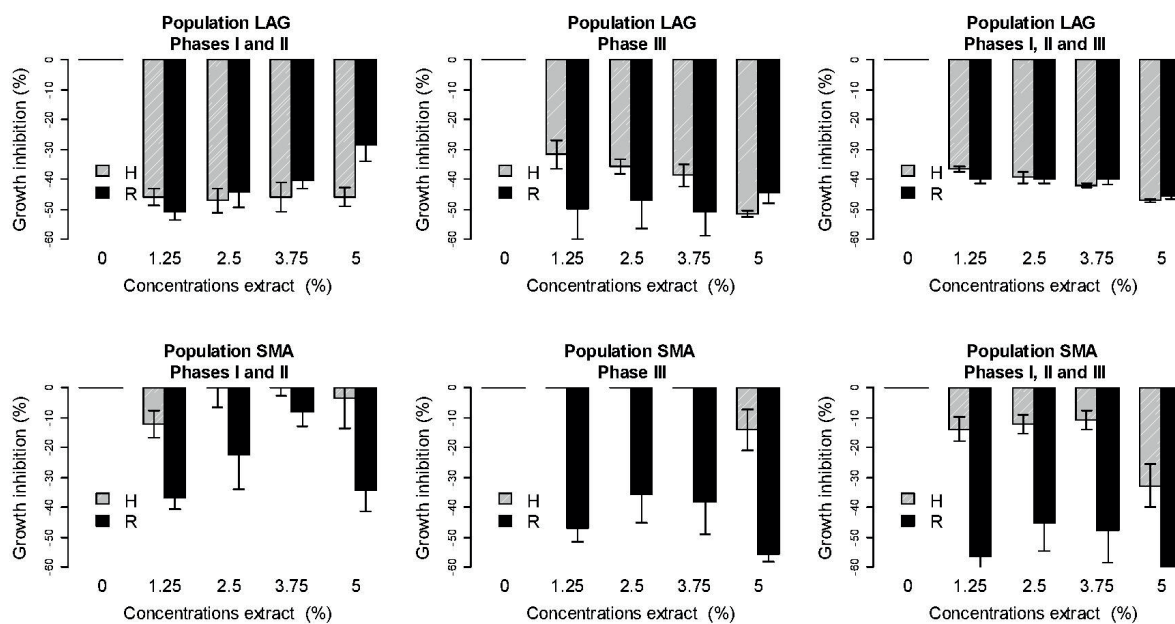 Population LAG
Phases I and II
Growth inhibition (%)
0
-10
-20
-30
-40
-50
-60
H
R
0 1.25 2.5 3.75 5
Concentrations extract (%)
Population LAG
Phase III
Growth inhibition (%)
0
-10
-20
-30
-40
-50
-60
H
R
0 1.25 2.5 3.75 5
Concentrations extract (%)
Population LAG
Phases I, II and III
Growth inhibition (%)
0
-10
-20
-30
-40
-50
-60
H
R
0 1.25 2.5 3.75 5
Concentrations extract (%)
Population SMA
Phases I and II
Growth inhibition (%)
0
-10
-20
-30
-40
-50
-60
H
R
0 1.25 2.5 3.75 5
Concentrations extract (%)
Population SMA
Phase III
Growth inhibition (%)
0
-10
-20
-30
-40
-50
-60
H
R
0 1.25 2.5 3.75 5
Concentrations extract (%)
Population SMA
Phases I, II and III
Growth inhibition (%)
0
-10
-20
-30
-40
-50
-60
H
R
0 1.25 2.5 3.75 5
Concentrations extract (%)